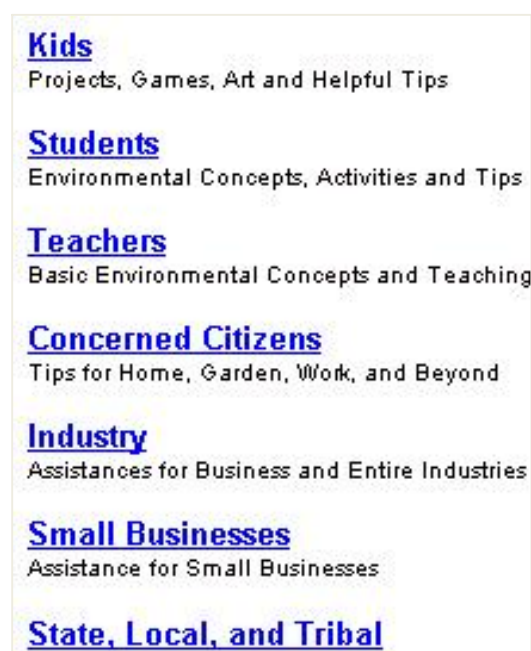 Kids
Projects, Games, Art and Helpful Tips
Students
Environmental Concepts, Activities and Tips
Teachers
Basic Environmental Concepts and Teaching
Concerned Citizens
Tips for Home, Garden, Work, and Beyond
Industry
Assistances for Business and Entire Industries
Small Businesses
Assistance for Small Businesses
State, Local, and Tribal